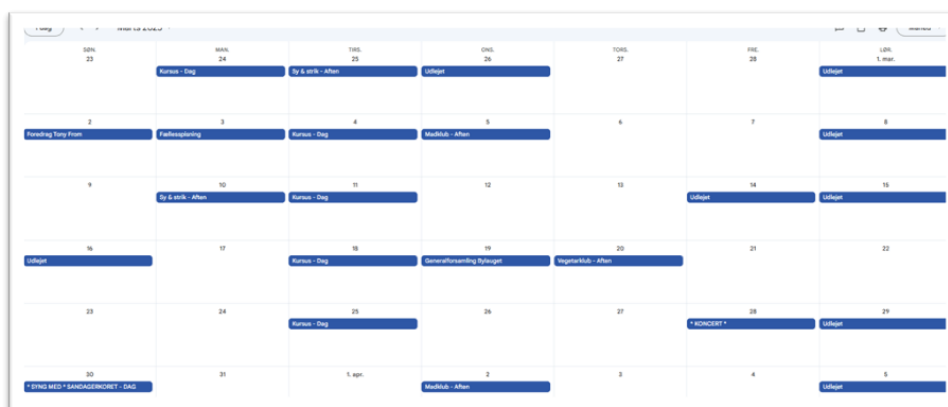 Marts 2025
SØN. MAN. TIRS. ONS. TORS. FRE. LØR.
23 24 25 26 27 28 1. mar.
Kursus - Dag Sy & strik - Aften Udlejet Udlejet
2 3 4 5 6 7 8
Foredrag Tony From Fællesspisning Kursus - Dag Madklub - Aften Udlejet
9 10 11 12 13 14 15
Sy & strik - Aften Kursus - Dag Udlejet Udlejet
16 17 18 19 20 21 22
Udlejet Kursus - Dag Generalforsamling Bylauget Vegetarklub - Aften
23 24 25 26 27 28 29
Kursus - Dag * KONCERT * Udlejet
30 31 1. apr. 2 3 4 5
* SYNG MED * SANDAGERKORET - DAG Madklub - Aften Udlejet